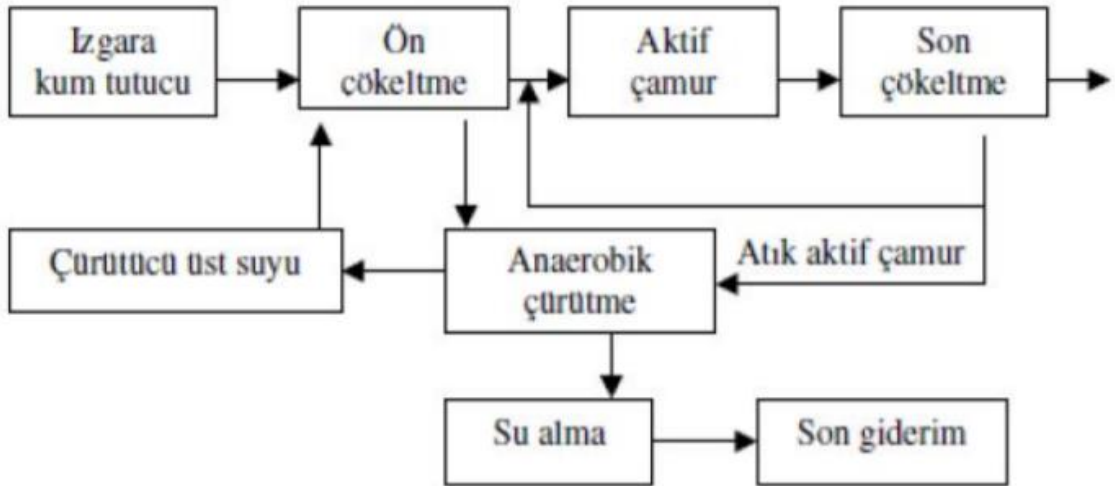 Izgara
kum tutucu
Ön
çökeltme
Aktif
çamur
Son
çökeltme
Çürütücü üst suyu
Anaerobik
çürütme
Atık aktif çamur
Su alma
Son giderim